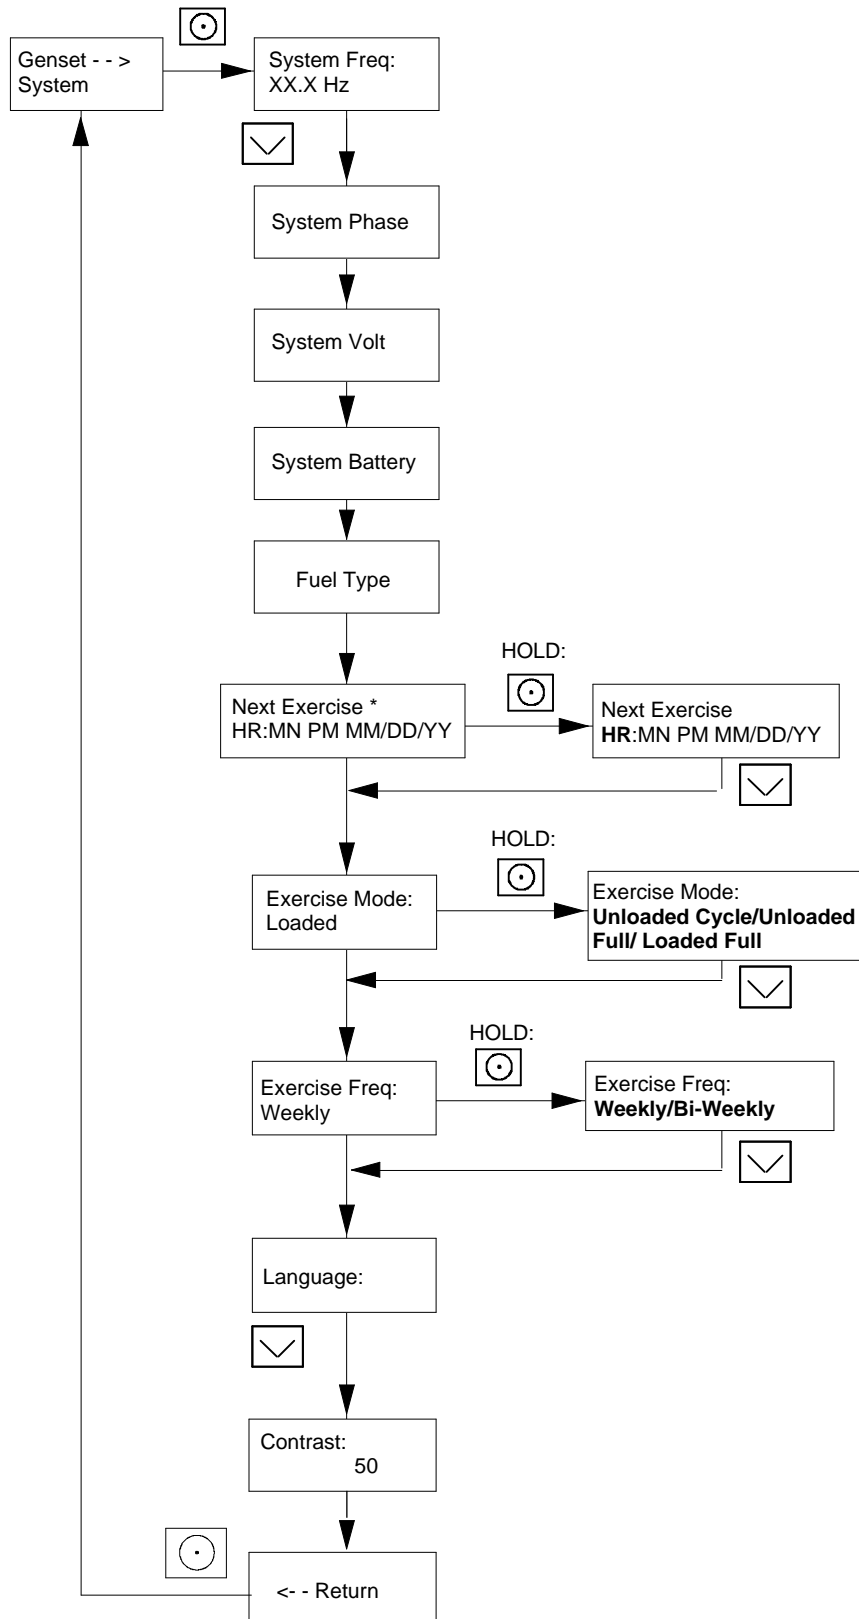 Genset - - >
System
System Freq:
XX.X Hz
System Phase
System Volt
System Battery
Fuel Type
HOLD:
Next Exercise *
HR:MN PM MM/DD/YY
Next Exercise
HR:MN PM MM/DD/YY
HOLD:
Exercise Mode:
Loaded
Exercise Mode:
Unloaded Cycle/Unloaded
Full/ Loaded Full
HOLD:
Exercise Freq:
Weekly
Exercise Freq:
Weekly/Bi-Weekly
Language:
Contrast:
50
<- - Return